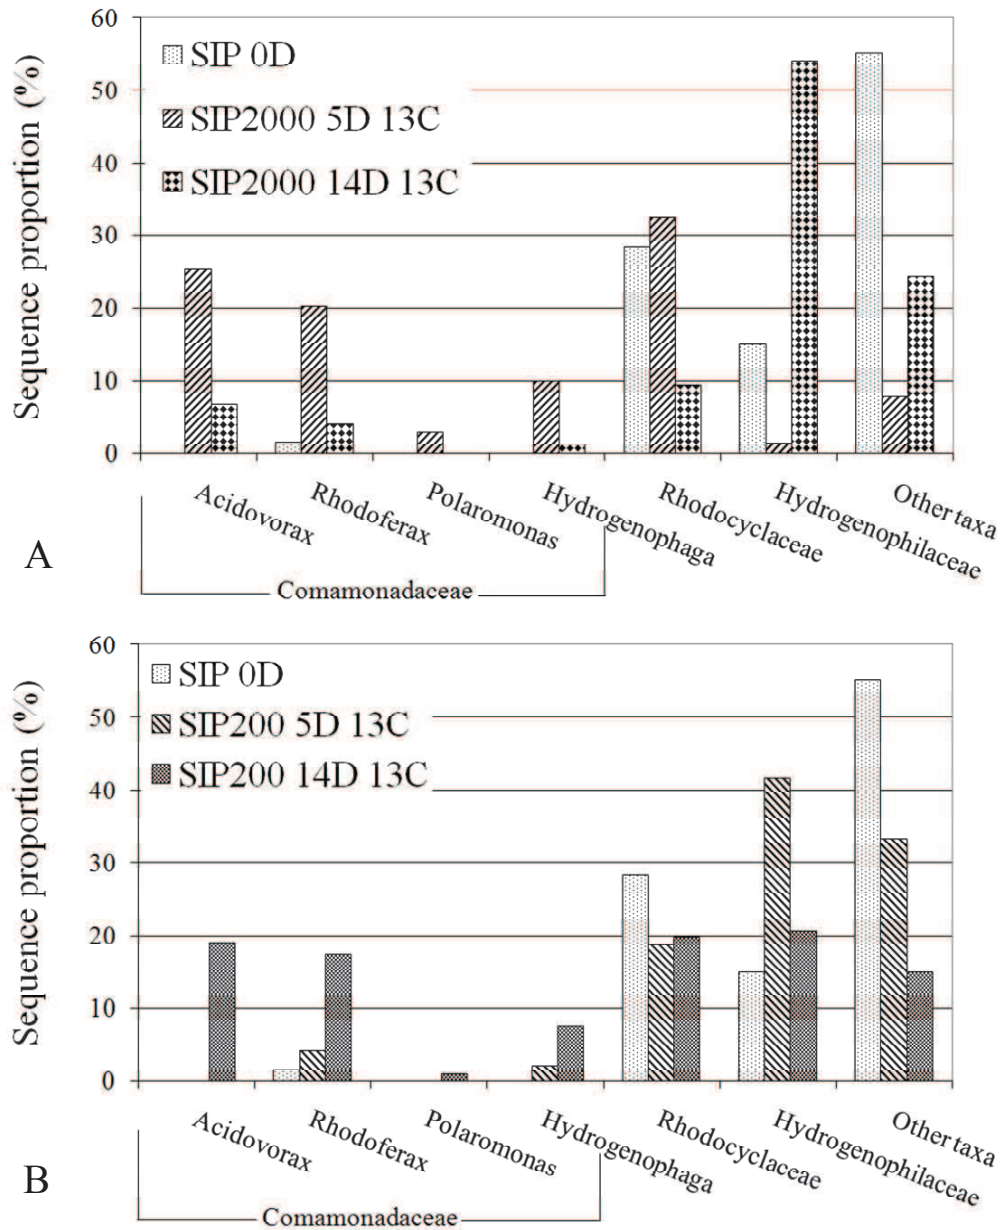 60
50
40
30
20
10
0
Sequence proportion (%)
SIP 0D
SIP2000 5D 13C
SIP2000 14D 13C
Acidovorax
Rhodoferax
Polaromonas
Hydrogenophaga
Rhodocyclaceae
Hydrogenophilaceae
Other taxa
A
Comamonadaceae
60
50
40
30
20
10
0
Sequence proportion (%)
SIP 0D
SIP200 5D 13C
SIP200 14D 13C
Acidovorax
Rhodoferax
Polaromonas
Hydrogenophaga
Rhodocyclaceae
Hydrogenophilaceae
Other taxa
B
Comamonadaceae